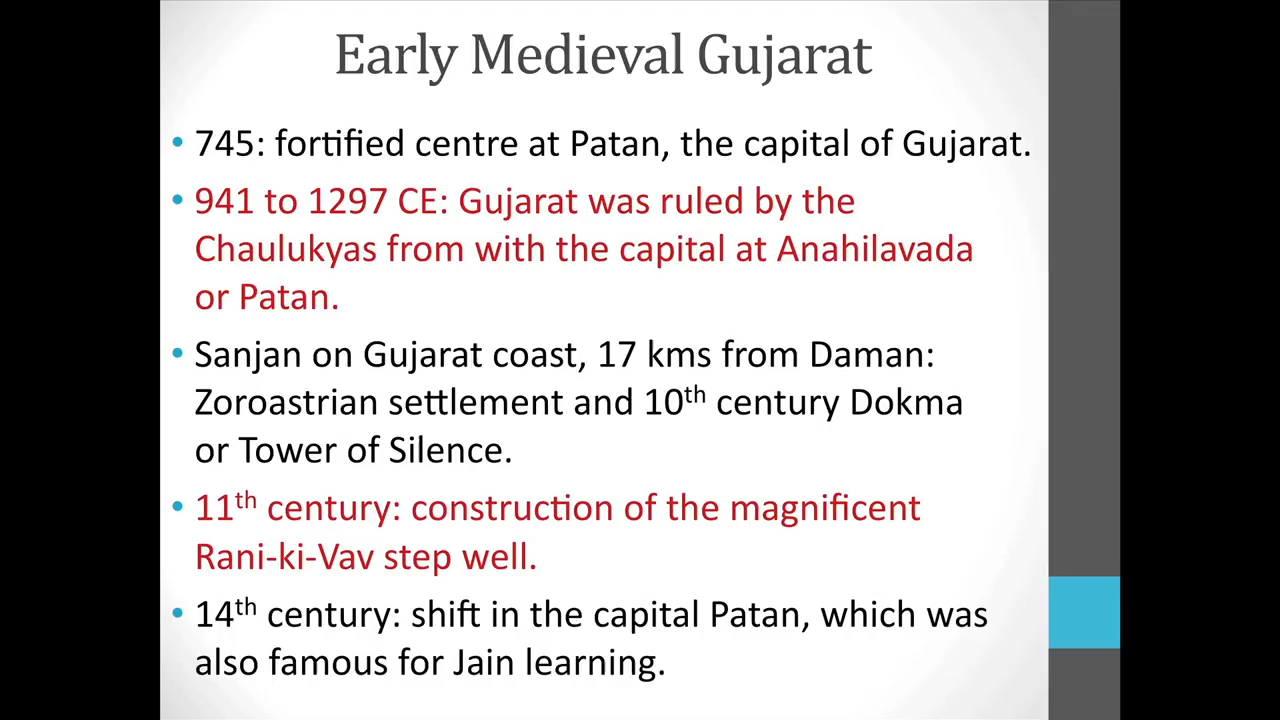 Early Medieval Gujarat
• 745: fortified centre at Patan, the capital of Gujarat.
• 941 to 1297 CE: Gujarat was ruled by the
Chaulukyas from with the capital at Anahilavada
or Patan.
• Sanjan on Gujarat coast, 17 kms from Daman:
Zoroastrian settlement and 10th century Dokma
or Tower of Silence.
• 11th century: construction of the magnificent
Rani-ki-Vav step well.
• 14th century: shift in the capital Patan, which was
also famous for Jain learning.